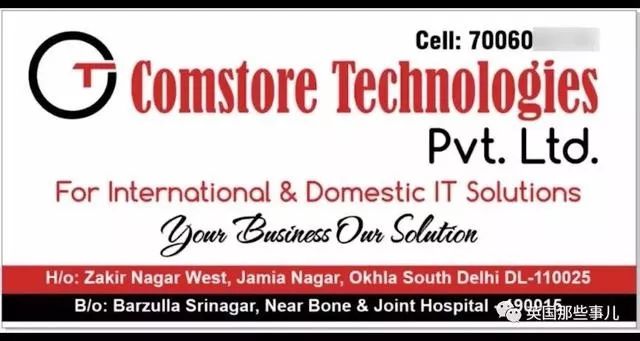 Cell: 70060
Comstore Technologies
Pvt. Ltd.
For International & Domestic IT Solutions
Your Business Our Solution
H/o: Zakir Nagar West, Jamia Nagar, Okhla South Delhi DL-110025
B/o: Barzulla Srinagar, Near Bone & Joint Hospital
英国那些事儿